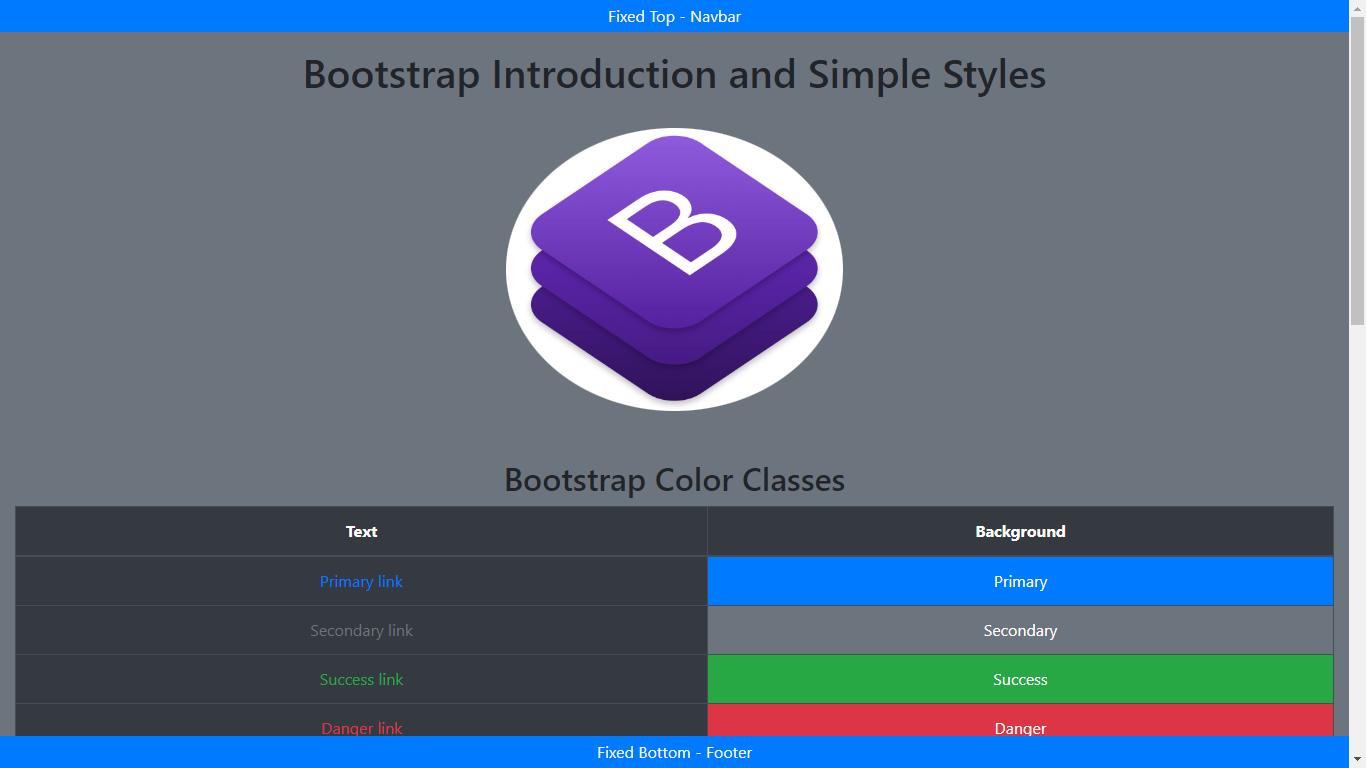 Fixed Top - Navbar
Bootstrap Introduction and Simple Styles
B
Bootstrap Color Classes
Text Background
Primary link Primary
Secondary link Secondary
Success link Success
Danger link Danger
Fixed Bottom - Footer